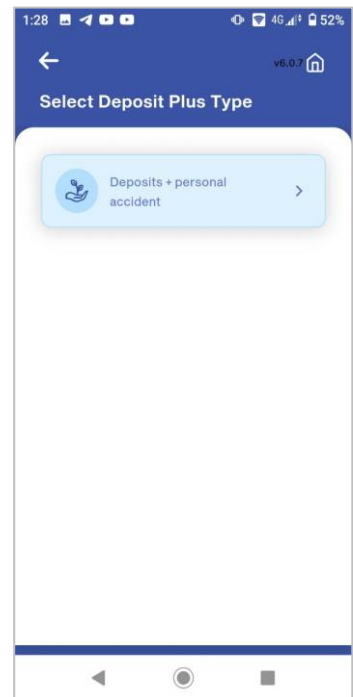 1:28 4G 52%
v6.0.7
Select Deposit Plus Type
Deposits + personal
accident